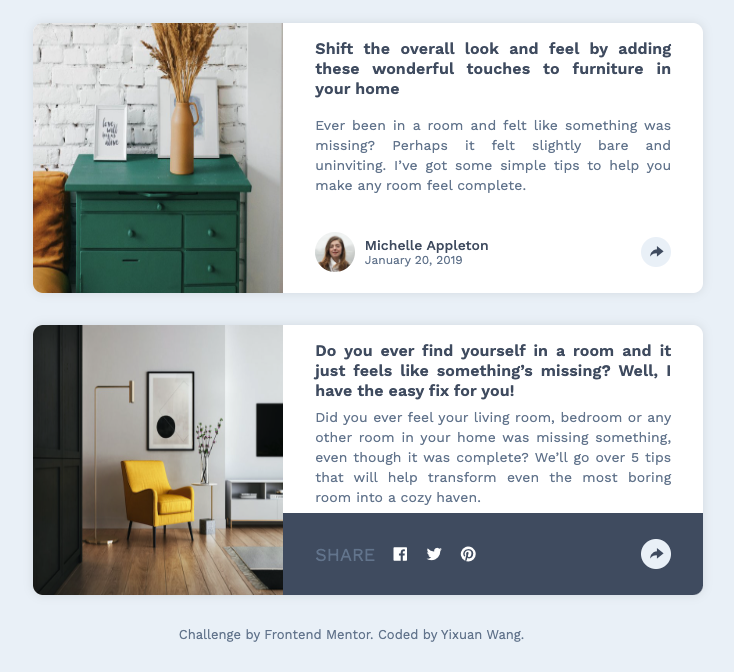 Shift the overall look and feel by adding
these wonderful touches to furniture in
your home
Ever been in a room and felt like something was
missing? Perhaps it felt slightly bare and
uninviting. I’ve got some simple tips to help you
make any room feel complete.
Michelle Appleton
January 20, 2019
Do you ever find yourself in a room and it
just feels like something’s missing? Well, I
have the easy fix for you!
Did you ever feel your living room, bedroom or any
other room in your home was missing something,
even though it was complete? We’ll go over 5 tips
that will help transform even the most boring
room into a cozy haven.
SHARE
Challenge by Frontend Mentor. Coded by Yixuan Wang.